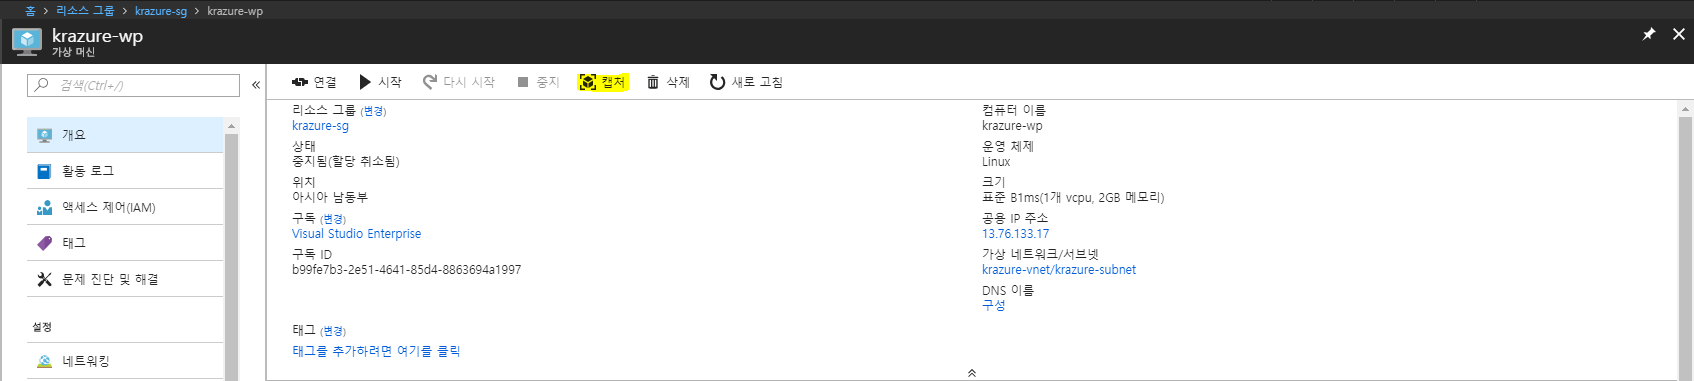 홈 > 리소스 그룹 > krazure-sg > krazure-wp
krazure-wp
가상 머신
검색(Ctrl+/)
«
연결 시작 다시 시작 중지 캡처 삭제 새로 고침
개요
활동 로그
액세스 제어(IAM)
태그
문제 진단 및 해결
설정
네트워킹
리소스 그룹 (변경)
krazure-sg
상태
중지됨(할당 취소됨)
위치
아시아 남동부
구독 (변경)
Visual Studio Enterprise
구독 ID
b99fe7b3-2e51-4641-85d4-8863694a1997
컴퓨터 이름
krazure-wp
운영 체제
Linux
크기
표준 B1ms(1개 vcpu, 2GB 메모리)
공용 IP 주소
13.76.133.17
가상 네트워크/서브넷
krazure-vnet/krazure-subnet
DNS 이름
구성
태그 (변경)
태그를 추가하려면 여기를 클릭